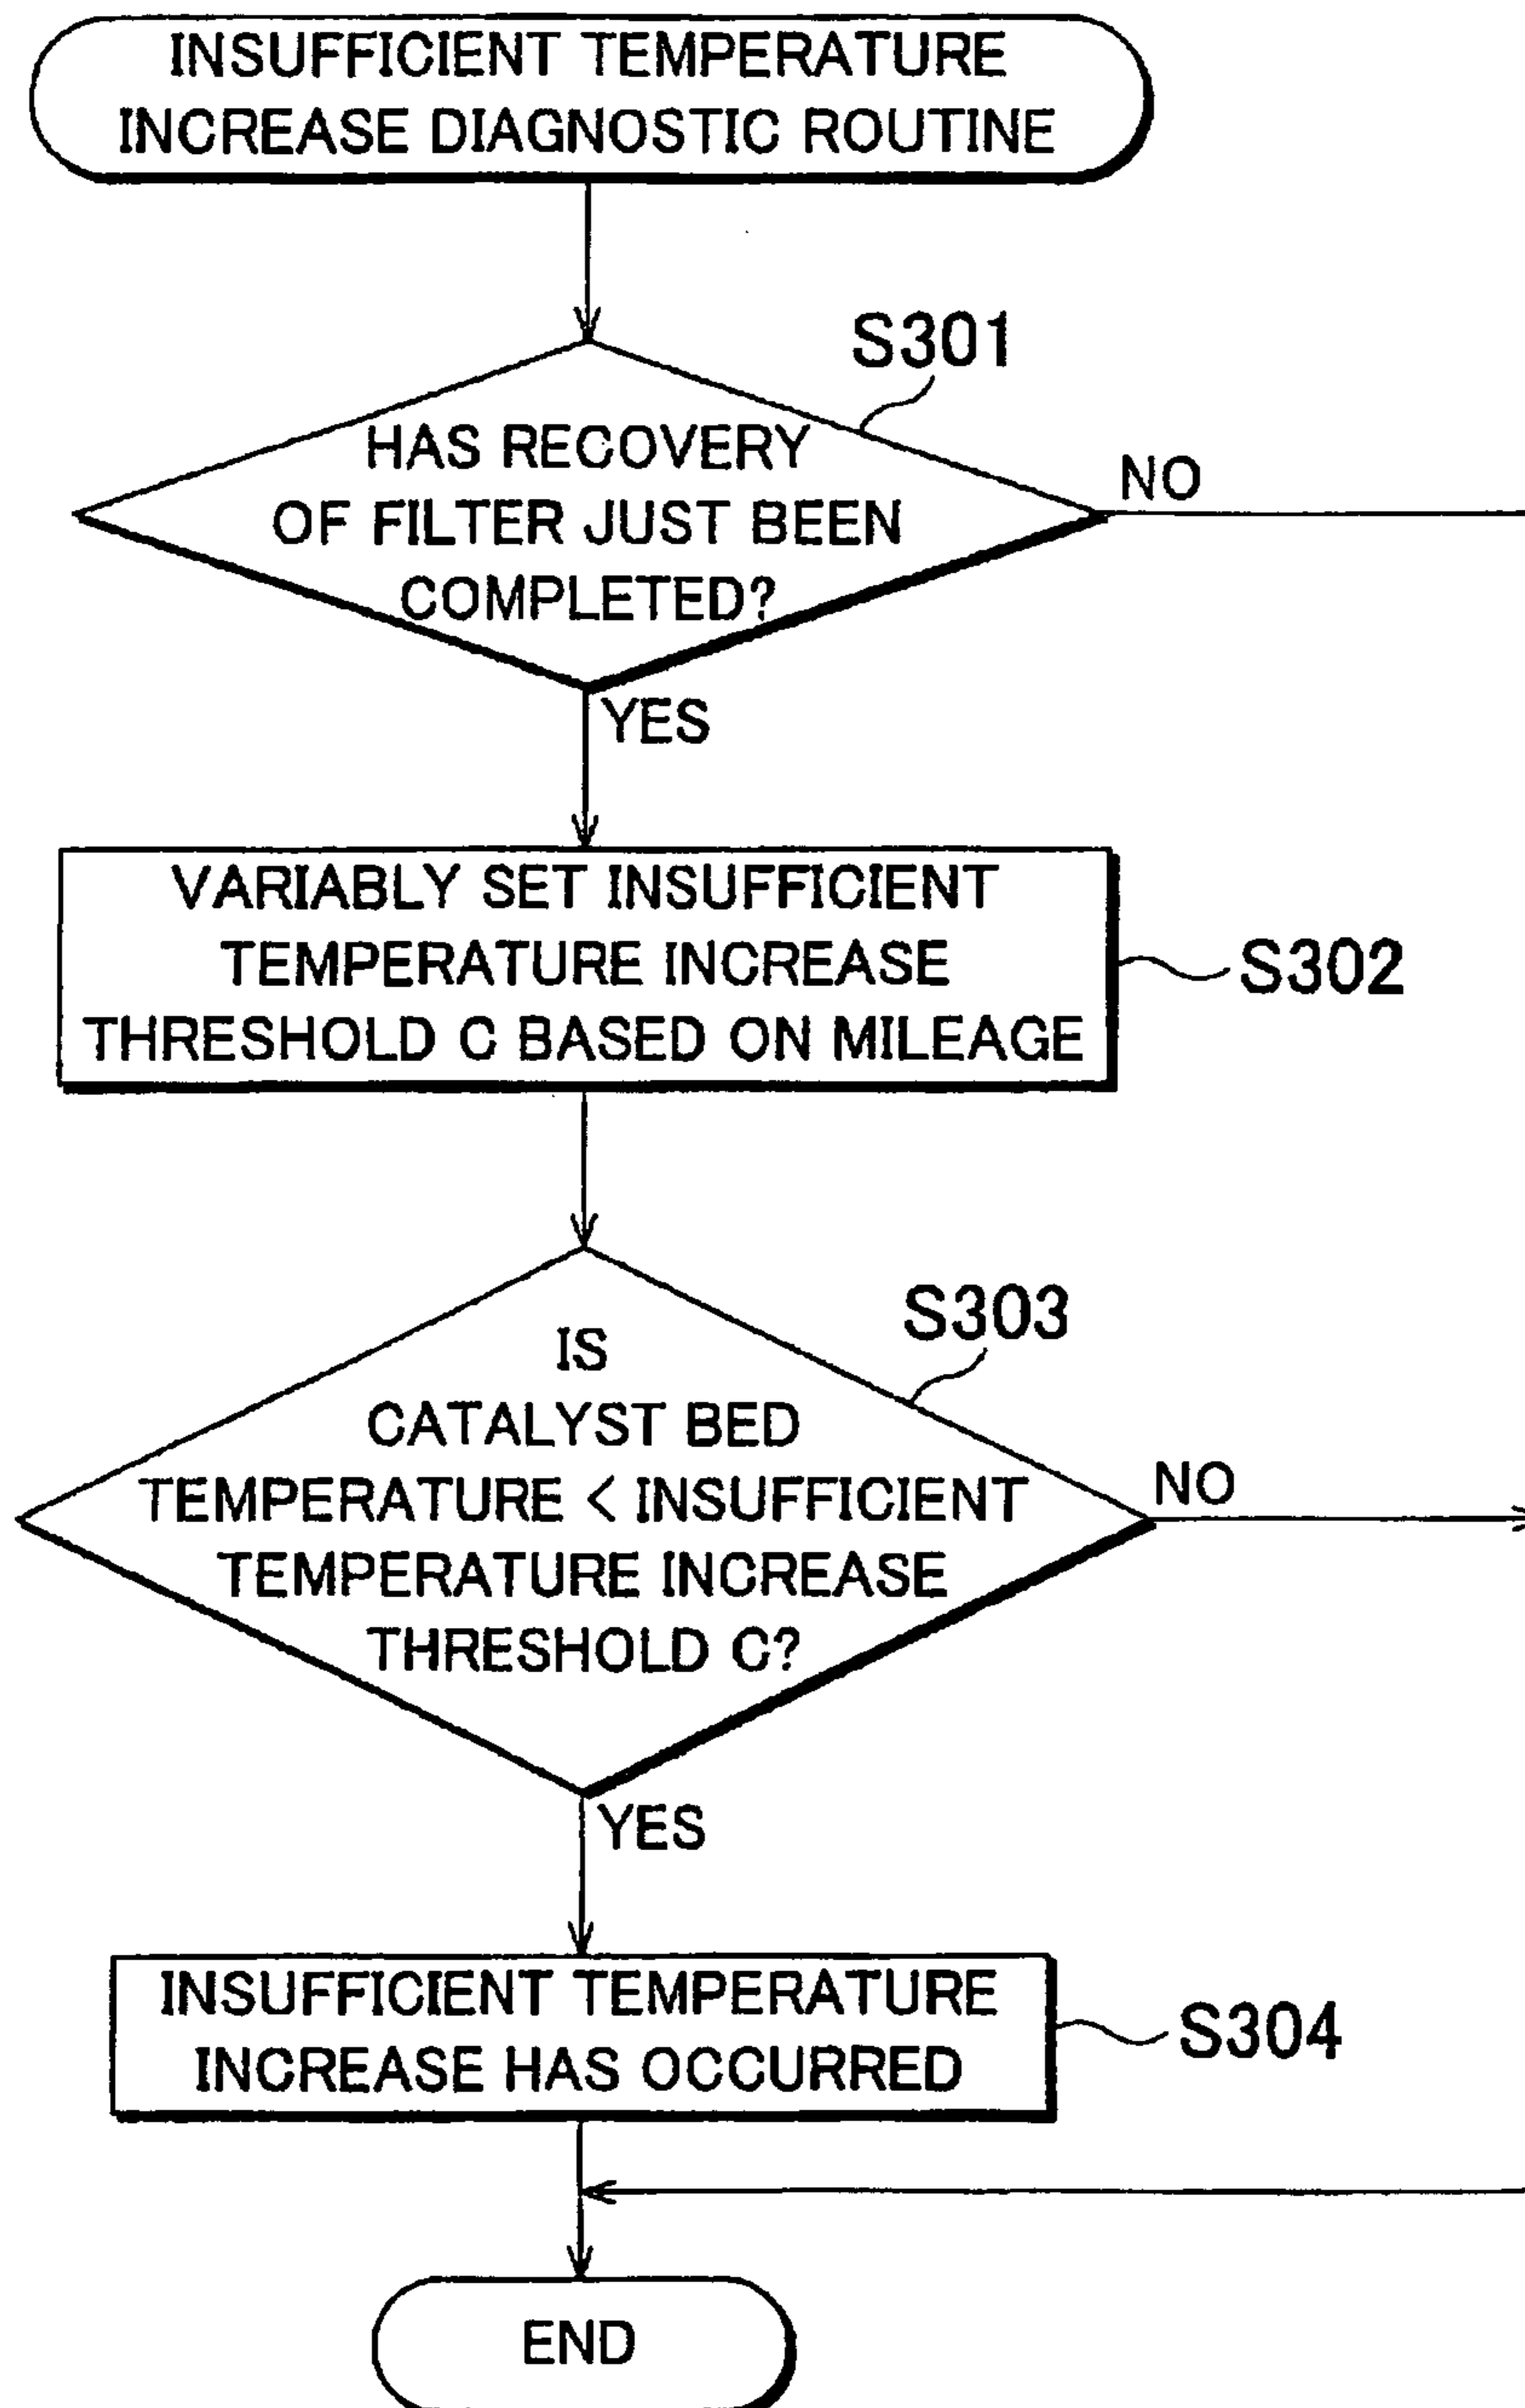 INSUFFICIENT TEMPERATURE
INCREASE DIAGNOSTIC ROUTINE
S301
HAS RECOVERY
OF FILTER JUST BEEN
COMPLETED?
NO
YES
VARIABLY SET INSUFFICIENT
TEMPERATURE INCREASE
THRESHOLD C BASED ON MILEAGE
S302
S303
IS
CATALYST BED
TEMPERATURE < INSUFFICIENT
TEMPERATURE INCREASE
THRESHOLD C?
NO
YES
INSUFFICIENT TEMPERATURE
INCREASE HAS OCCURRED
S304
END